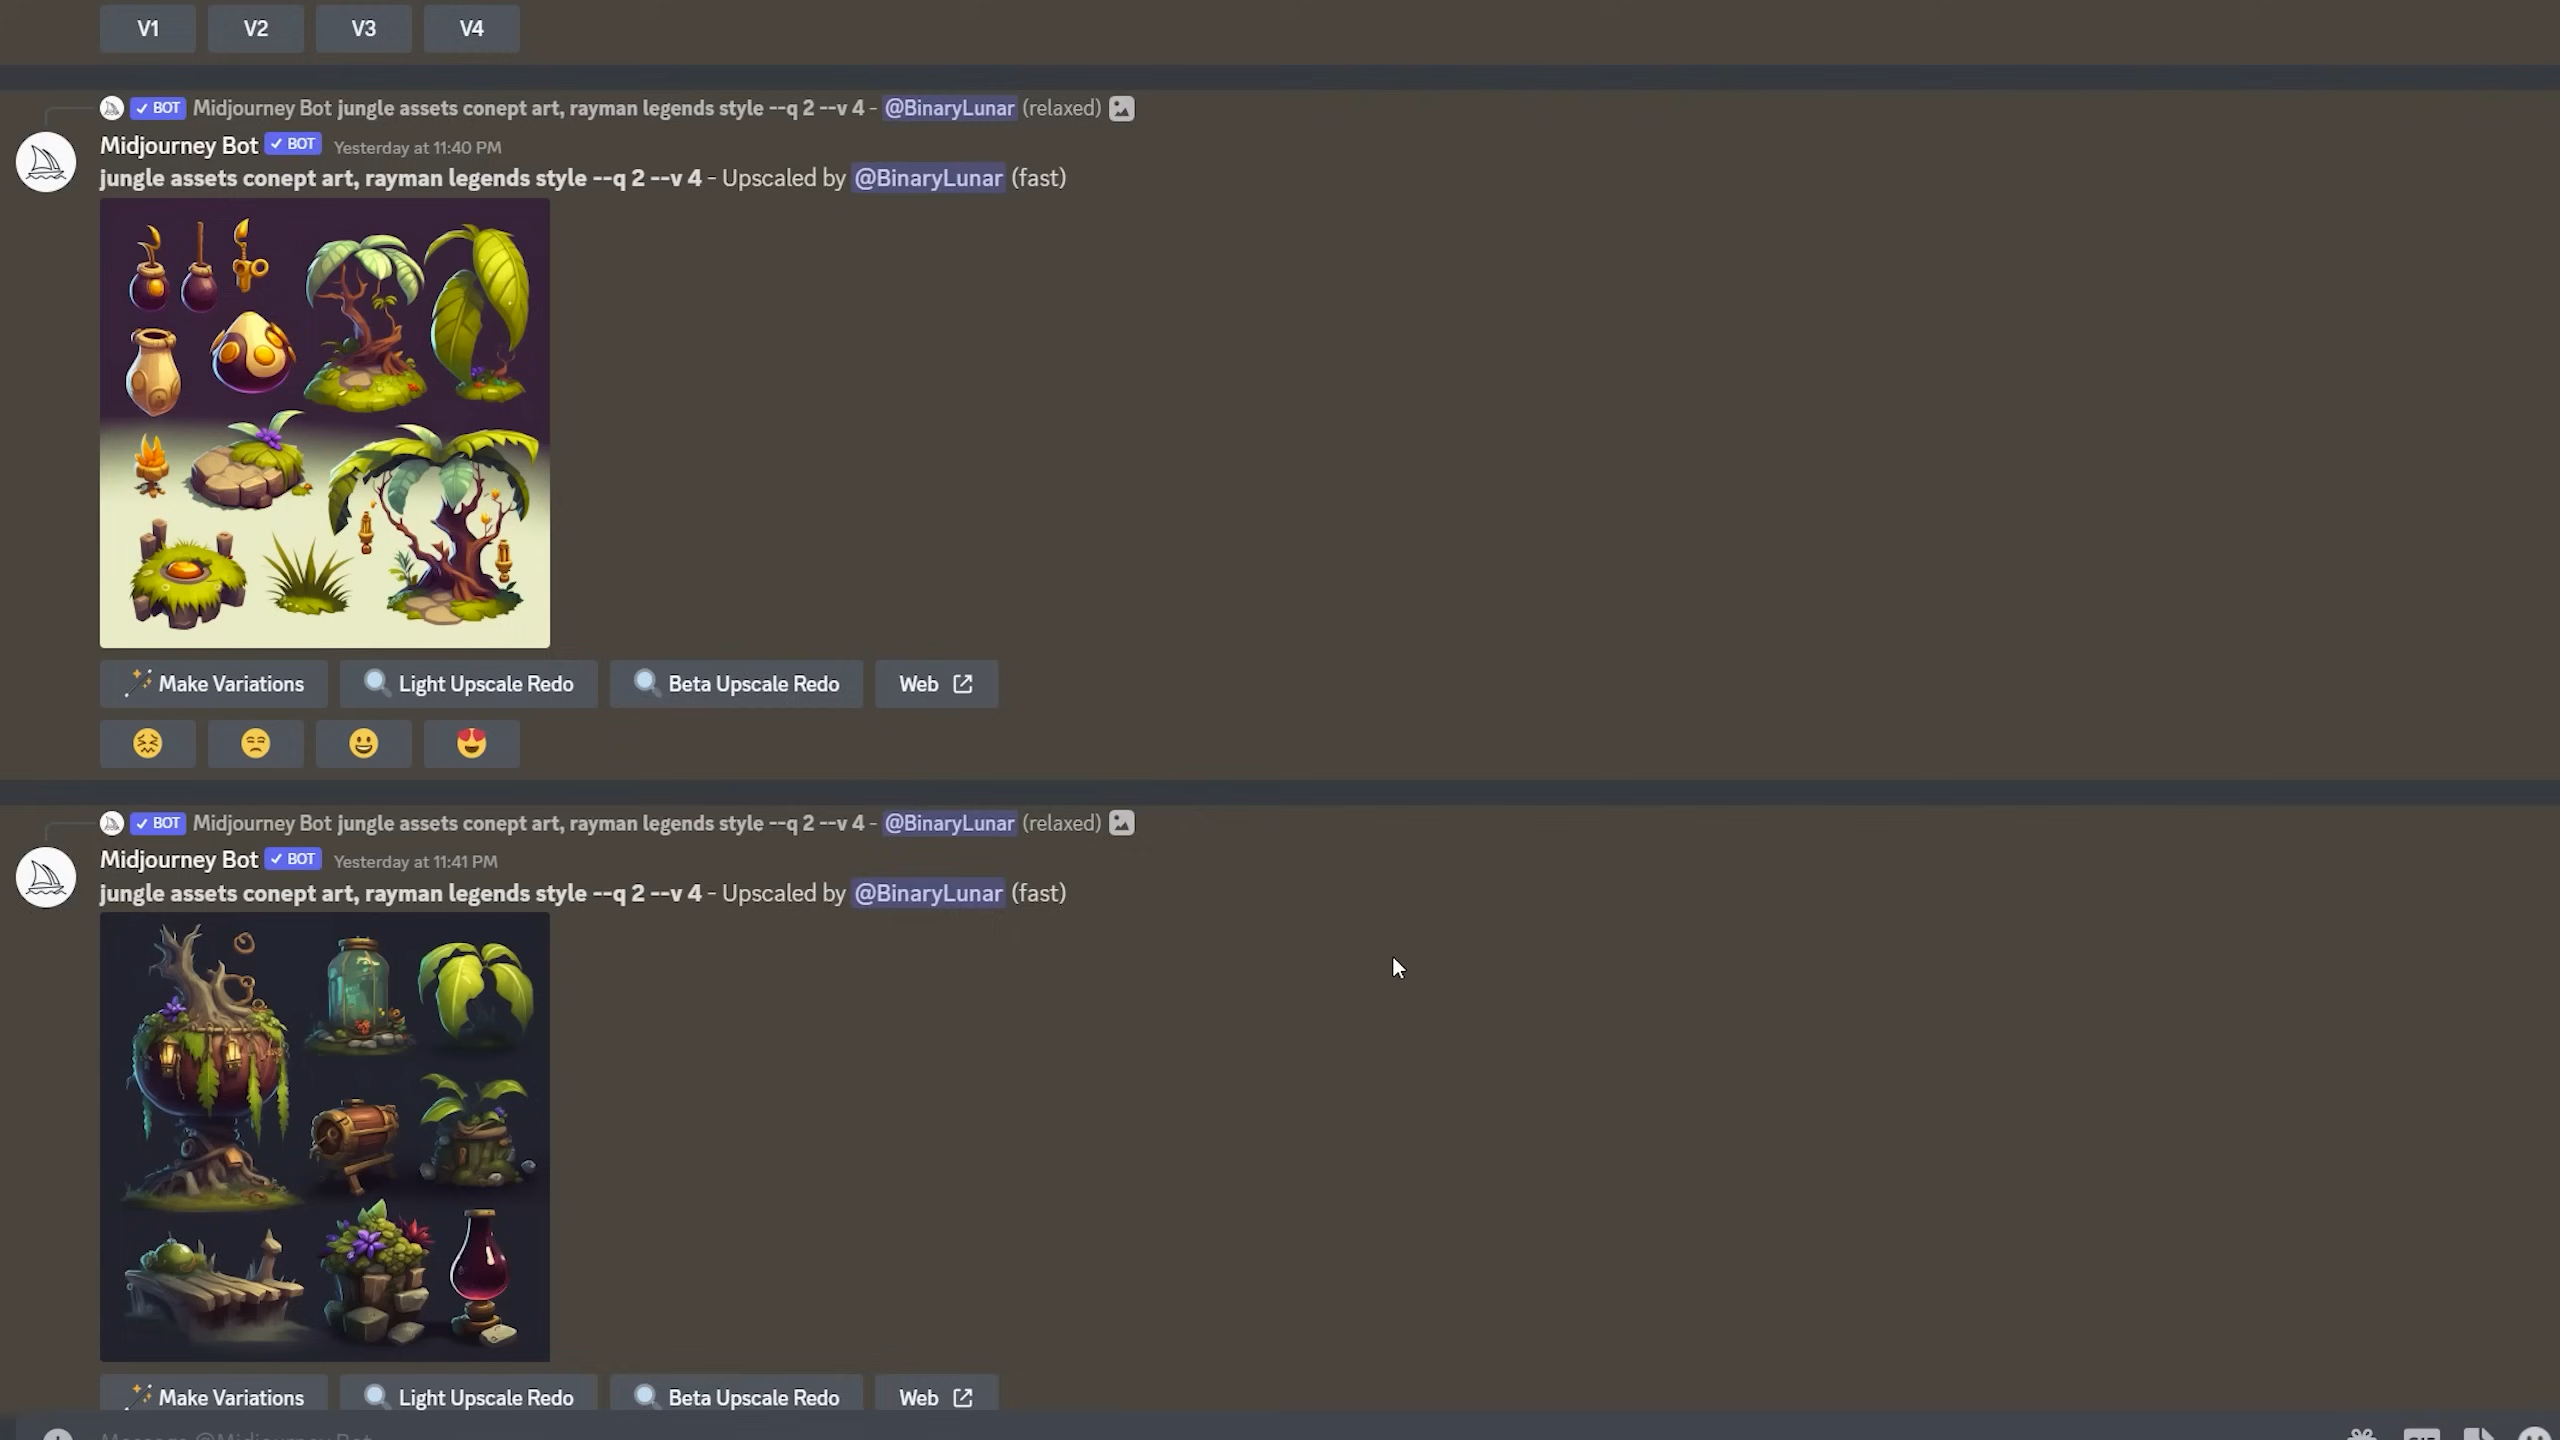 V1 V2 V3 V4
BOT Midjourney Bot jungle assets conept art, rayman legends style --q 2 --v 4 - @BinaryLunar (relaxed)
Midjourney Bot BOT Yesterday at 11:40 PM
jungle assets conept art, rayman legends style --q 2 --v 4 - Upscaled by @BinaryLunar (fast)
Make Variations Light Upscale Redo Beta Upscale Redo Web
BOT Midjourney Bot jungle assets conept art, rayman legends style --q 2 --v 4 - @BinaryLunar (relaxed)
Midjourney Bot BOT Yesterday at 11:41 PM
jungle assets conept art, rayman legends style --q 2 --v 4 - Upscaled by @BinaryLunar (fast)
Make Variations Light Upscale Redo Beta Upscale Redo Web
Message @Midjourney Bot
GIF